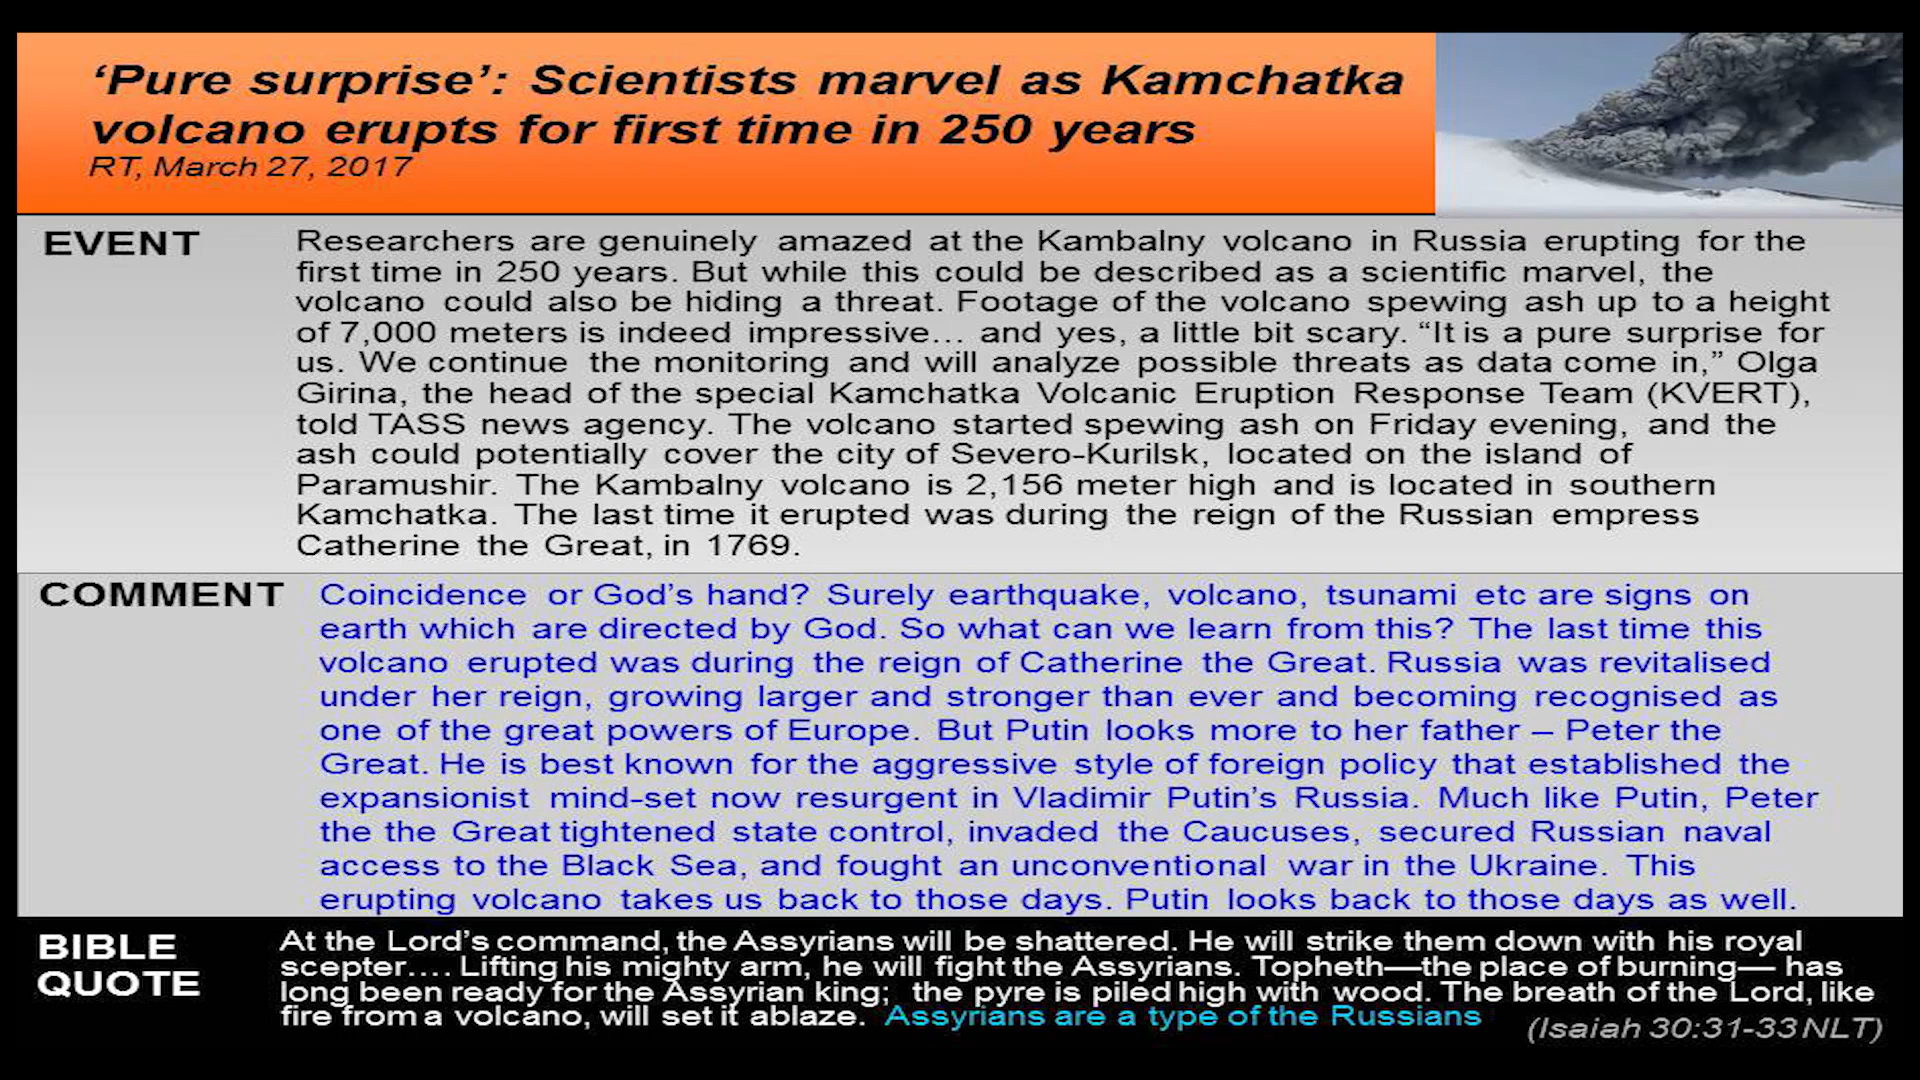 ‘Pure surprise’: Scientists marvel as Kamchatka
volcano erupts for first time in 250 years
RT, March 27, 2017
EVENT
Researchers are genuinely amazed at the Kambalny volcano in Russia erupting for the
first time in 250 years. But while this could be described as a scientific marvel, the
volcano could also be hiding a threat. Footage of the volcano spewing ash up to a height
of 7,000 meters is indeed impressive… and yes, a little bit scary. “It is a pure surprise for
us. We continue the monitoring and will analyze possible threats as data come in,” Olga
Girina, the head of the special Kamchatka Volcanic Eruption Response Team (KVERT),
told TASS news agency. The volcano started spewing ash on Friday evening, and the
ash could potentially cover the city of Severo-Kurilsk, located on the island of
Paramushir. The Kambalny volcano is 2,156 meter high and is located in southern
Kamchatka. The last time it erupted was during the reign of the Russian empress
Catherine the Great, in 1769.
COMMENT
Coincidence or God’s hand? Surely earthquake, volcano, tsunami etc are signs on
earth which are directed by God. So what can we learn from this? The last time this
volcano erupted was during the reign of Catherine the Great. Russia was revitalised
under her reign, growing larger and stronger than ever and becoming recognised as
one of the great powers of Europe. But Putin looks more to her father – Peter the
Great. He is best known for the aggressive style of foreign policy that established the
expansionist mind-set now resurgent in Vladimir Putin’s Russia. Much like Putin, Peter
the the Great tightened state control, invaded the Caucuses, secured Russian naval
access to the Black Sea, and fought an unconventional war in the Ukraine. This
erupting volcano takes us back to those days. Putin looks back to those days as well.
BIBLE
QUOTE
At the Lord’s command, the Assyrians will be shattered. He will strike them down with his royal
scepter…. Lifting his mighty arm, he will fight the Assyrians. Topheth—the place of burning— has
long been ready for the Assyrian king; the pyre is piled high with wood. The breath of the Lord, like
fire from a volcano, will set it ablaze. Assyrians are a type of the Russians
(Isaiah 30:31-33 NLT)